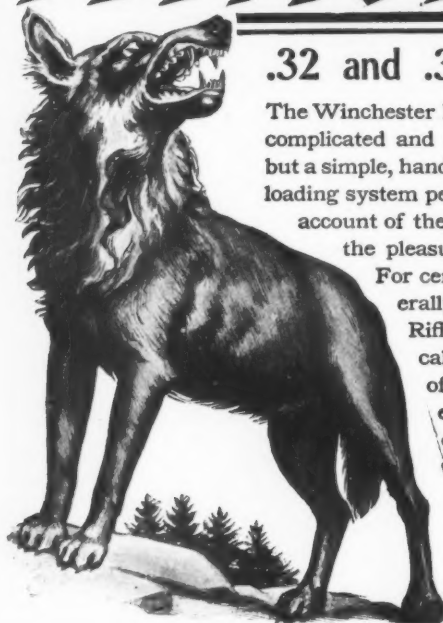 .32 and .3
The Winchester
complicated and
but a simple, hand
loading system pe
account of the
the pleasu
For cer
erall
Rifl
cal
of